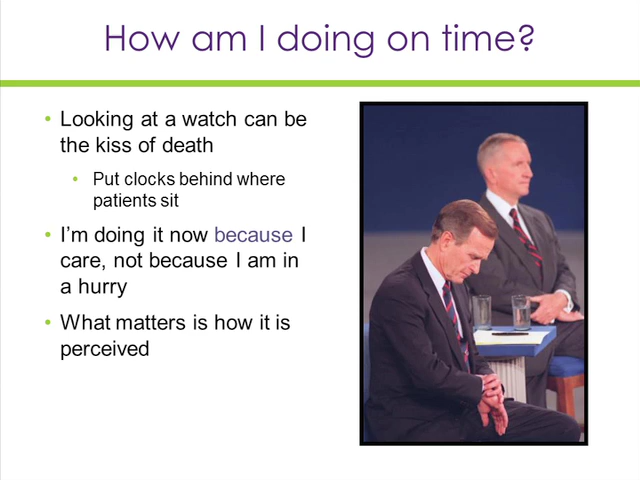 How am I doing on time?
• Looking at a watch can be
the kiss of death
• Put clocks behind where
patients sit
• I’m doing it now because I
care, not because I am in
a hurry
• What matters is how it is
perceived